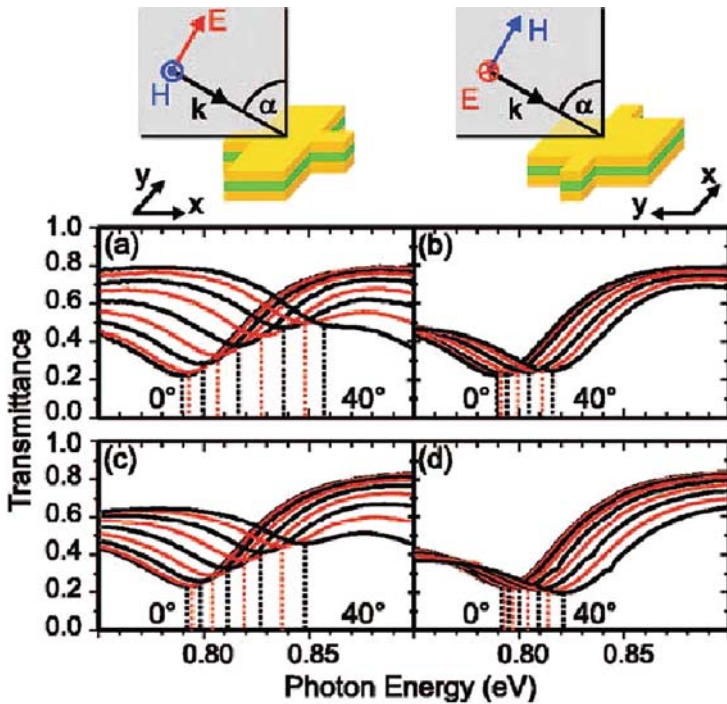 E
H
k
α
H
E
k
α
y
x
x
y
Transmittance
1.0
0.8
0.6
0.4
0.2
0.0
(a)
0°
40°
(b)
0°
40°
1.0
0.8
0.6
0.4
0.2
0.0
(c)
0°
40°
(d)
0°
40°
0.80
0.85
0.80
0.85
Photon Energy (eV)